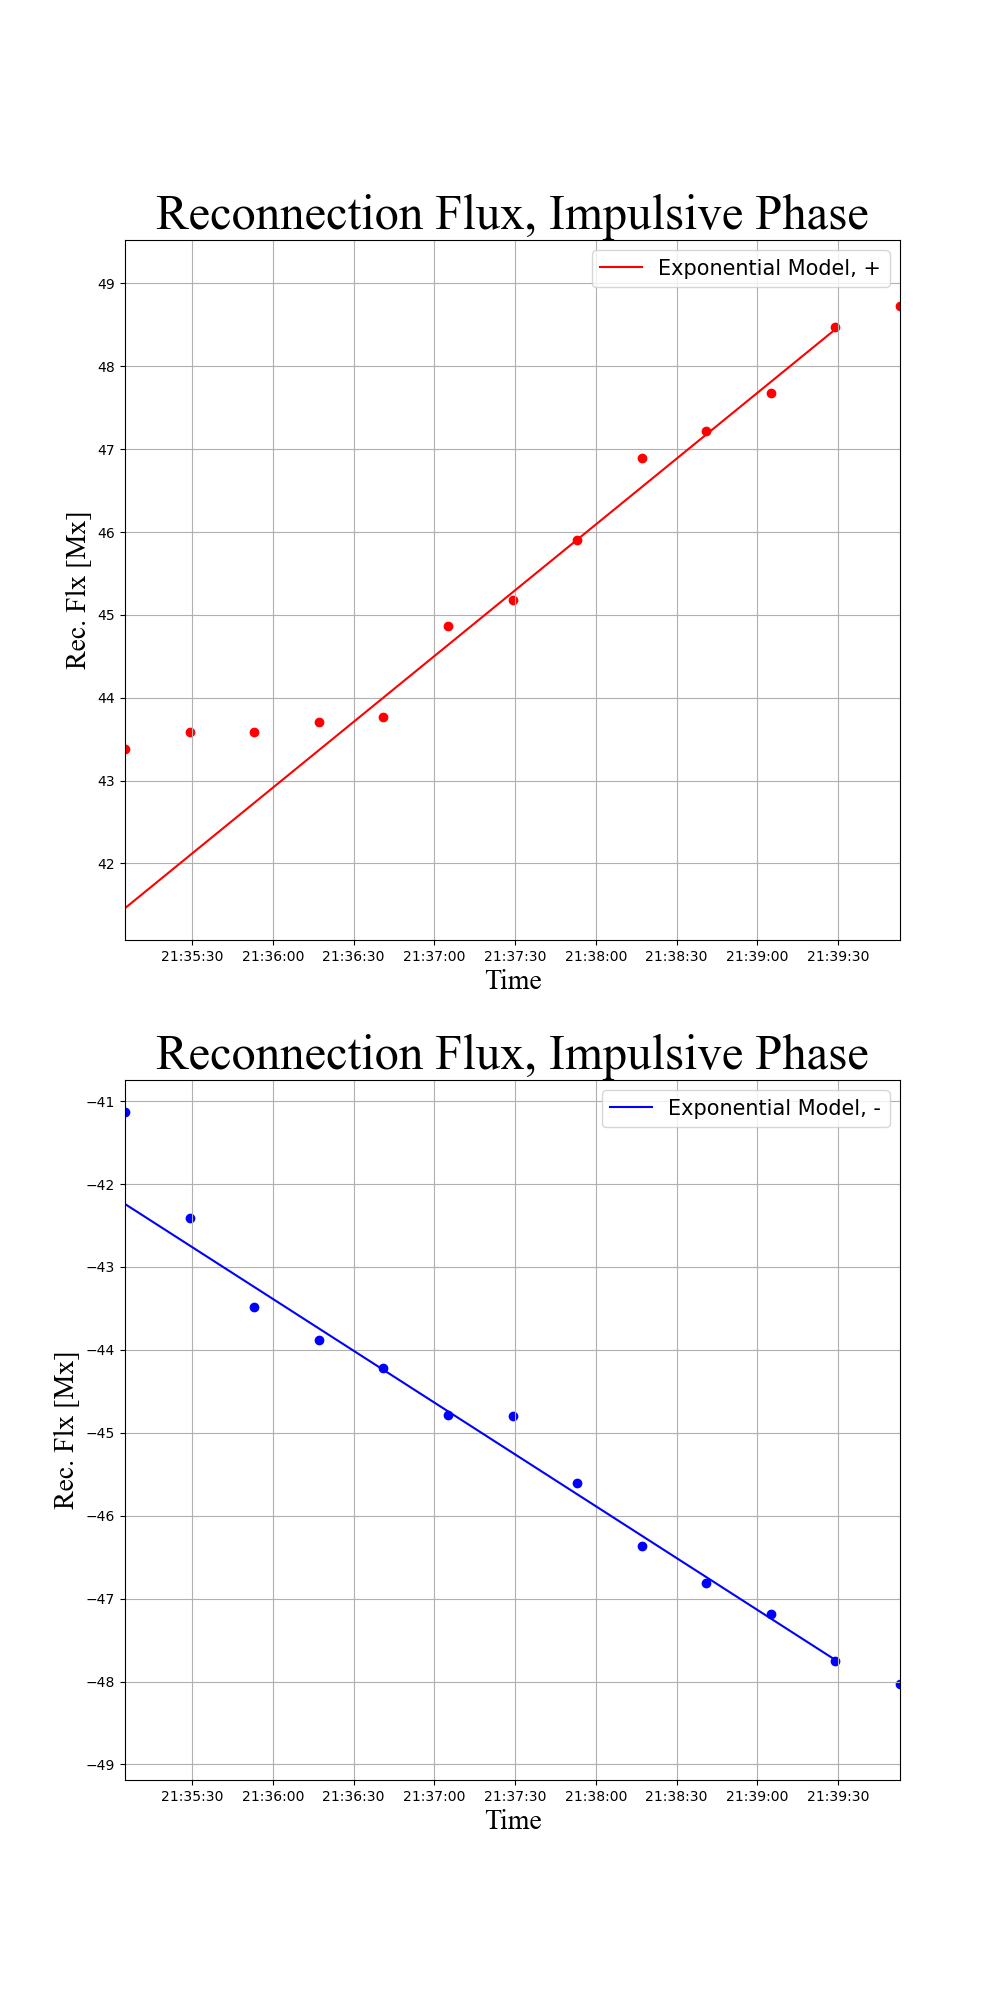 Reconnection Flux, Impulsive Phase
Exponential Model, +
49
48
47
46
45
44
43
42
Rec. Flx [Mx]
21:35:30 21:36:00 21:36:30 21:37:00 21:37:30 21:38:00 21:38:30 21:39:00 21:39:30
Time
Reconnection Flux, Impulsive Phase
Exponential Model, -
−41
−42
−43
−44
−45
−46
−47
−48
−49
Rec. Flx [Mx]
21:35:30 21:36:00 21:36:30 21:37:00 21:37:30 21:38:00 21:38:30 21:39:00 21:39:30
Time